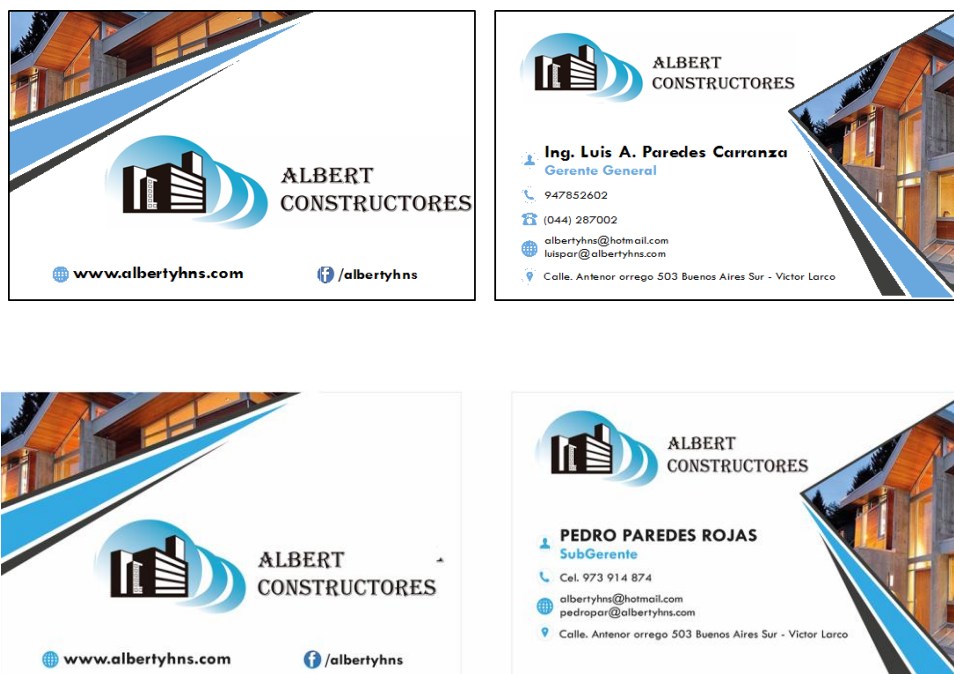 ALBERT
CONSTRUCTORES
www.albertyhns.com
/albertyhns
ALBERT
CONSTRUCTORES
Ing. Luis A. Paredes Carranza
Gerente General
947852602
(044) 287002
albertyhns@hotmail.com
luispar@albertyhns.com
Calle. Antenor orrego 503 Buenos Aires Sur - Victor Larco
ALBERT
CONSTRUCTORES
www.albertyhns.com
/albertyhns
ALBERT
CONSTRUCTORES
PEDRO PAREDES ROJAS
SubGerente
Cel. 973 914 874
albertyhns@hotmail.com
pedropar@albertyhns.com
Calle. Antenor orrego 503 Buenos Aires Sur - Victor Larco